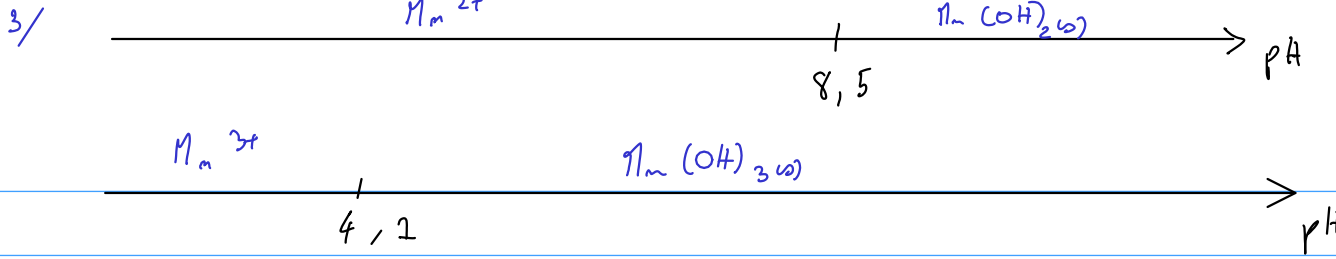 3/ Mn 2+ Mn (OH) 2 (s)
8,5 pH
Mn 3+ Mn (OH) 3 (s)
4,2 pH